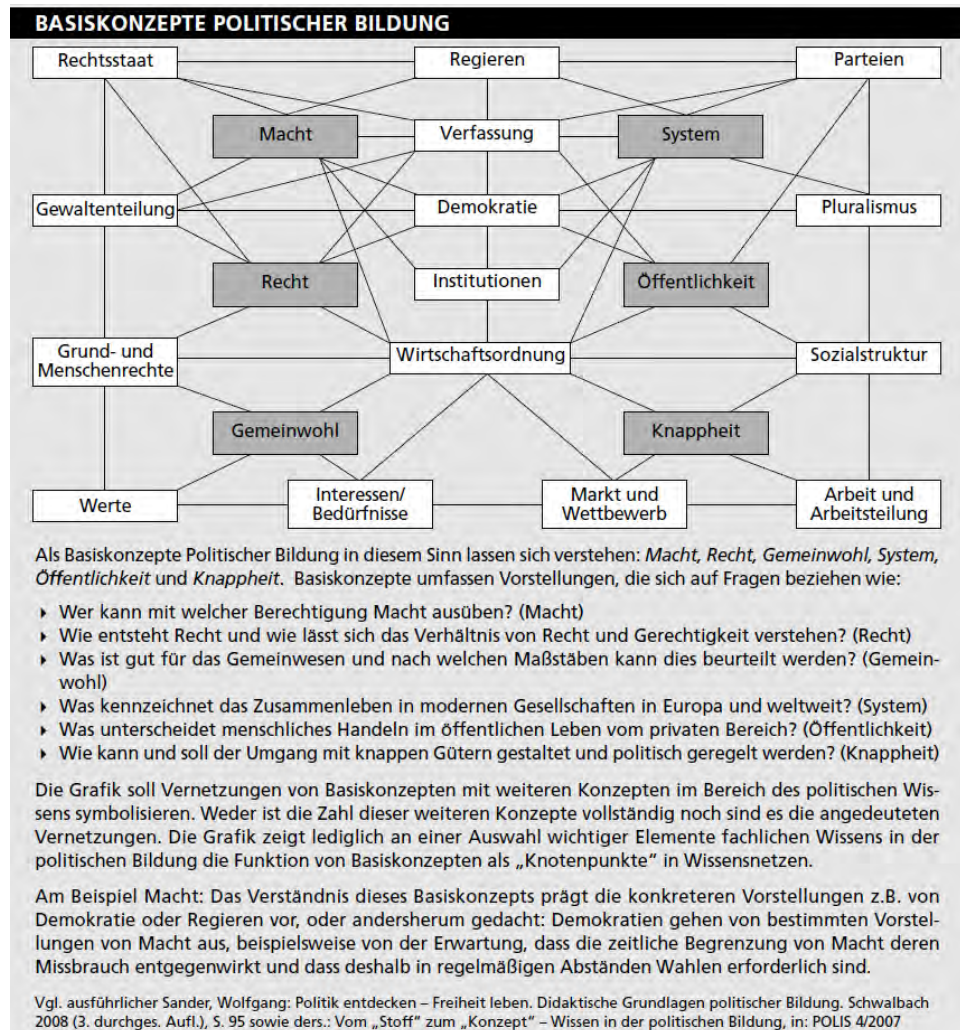 BASISKONZEPTE POLITISCHER BILDUNG
Rechtsstaat
Regieren
Parteien
Macht
Verfassung
System
Gewaltenteilung
Demokratie
Pluralismus
Recht
Institutionen
Öffentlichkeit
Grund- und
Menschenrechte
Wirtschaftsordnung
Sozialstruktur
Gemeinwohl
Knappheit
Werte
Interessen/
Bedürfnisse
Markt und
Wettbewerb
Arbeit und
Arbeitsteilung
Als Basiskonzepte Politischer Bildung in diesem Sinn lassen sich verstehen: Macht, Recht, Gemeinwohl, System,
Öffentlichkeit und Knappheit. Basiskonzepte umfassen Vorstellungen, die sich auf Fragen beziehen wie:
▸ Wer kann mit welcher Berechtigung Macht ausüben? (Macht)
▸ Wie entsteht Recht und wie lässt sich das Verhältnis von Recht und Gerechtigkeit verstehen? (Recht)
▸ Was ist gut für das Gemeinwesen und nach welchen Maßstäben kann dies beurteilt werden? (Gemein-
wohl)
▸ Was kennzeichnet das Zusammenleben in modernen Gesellschaften in Europa und weltweit? (System)
▸ Was unterscheidet menschliches Handeln im öffentlichen Leben vom privaten Bereich? (Öffentlichkeit)
▸ Wie kann und soll der Umgang mit knappen Gütern gestaltet und politisch geregelt werden? (Knappheit)
Die Grafik soll Vernetzungen von Basiskonzepten mit weiteren Konzepten im Bereich des politischen Wis-
sens symbolisieren. Weder ist die Zahl dieser weiteren Konzepte vollständig noch sind es die angedeuteten
Vernetzungen. Die Grafik zeigt lediglich an einer Auswahl wichtiger Elemente fachlichen Wissens in der
politischen Bildung die Funktion von Basiskonzepten als „Knotenpunkte“ in Wissensnetzen.
Am Beispiel Macht: Das Verständnis dieses Basiskonzepts prägt die konkreteren Vorstellungen z.B. von
Demokratie oder Regieren vor, oder andersherum gedacht: Demokratien gehen von bestimmten Vorstel-
lungen von Macht aus, beispielsweise von der Erwartung, dass die zeitliche Begrenzung von Macht deren
Missbrauch entgegenwirkt und dass deshalb in regelmäßigen Abständen Wahlen erforderlich sind.
Vgl. ausführlicher Sander, Wolfgang: Politik entdecken – Freiheit leben. Didaktische Grundlagen politischer Bildung. Schwalbach
2008 (3. durchges. Aufl.), S. 95 sowie ders.: Vom „Stoff“ zum „Konzept“ – Wissen in der politischen Bildung, in: POLIS 4/2007